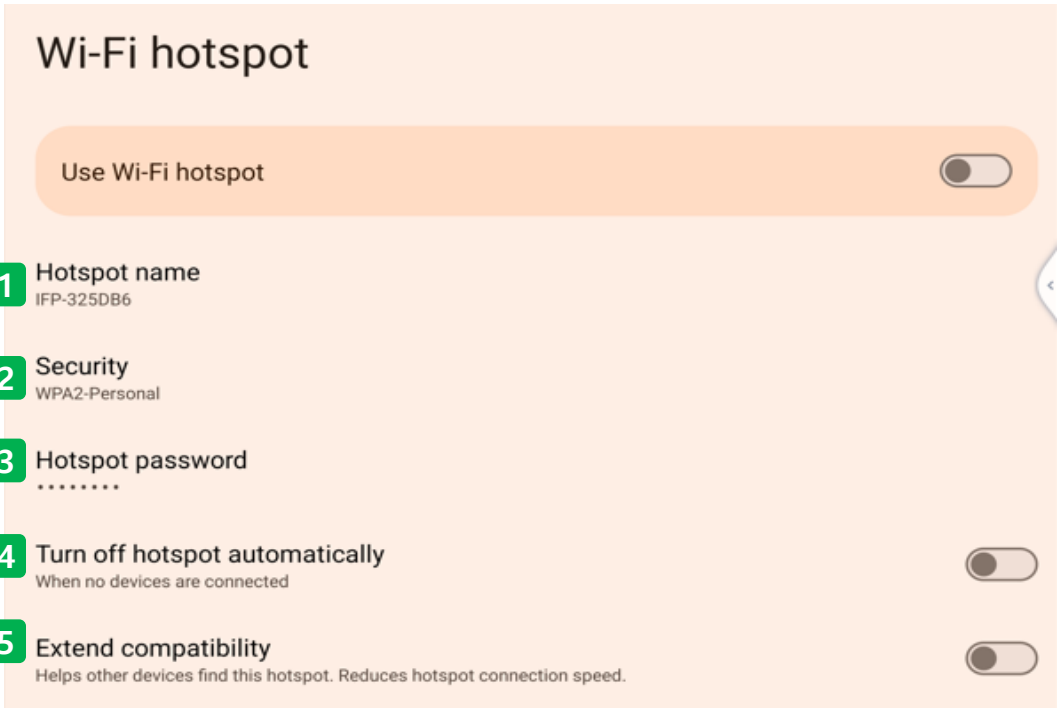 Wi-Fi hotspot
Use Wi-Fi hotspot
1 Hotspot name
IFP-325DB6
2 Security
WPA2-Personal
3 Hotspot password
••••••••
4 Turn off hotspot automatically
When no devices are connected
5 Extend compatibility
Helps other devices find this hotspot. Reduces hotspot connection speed.